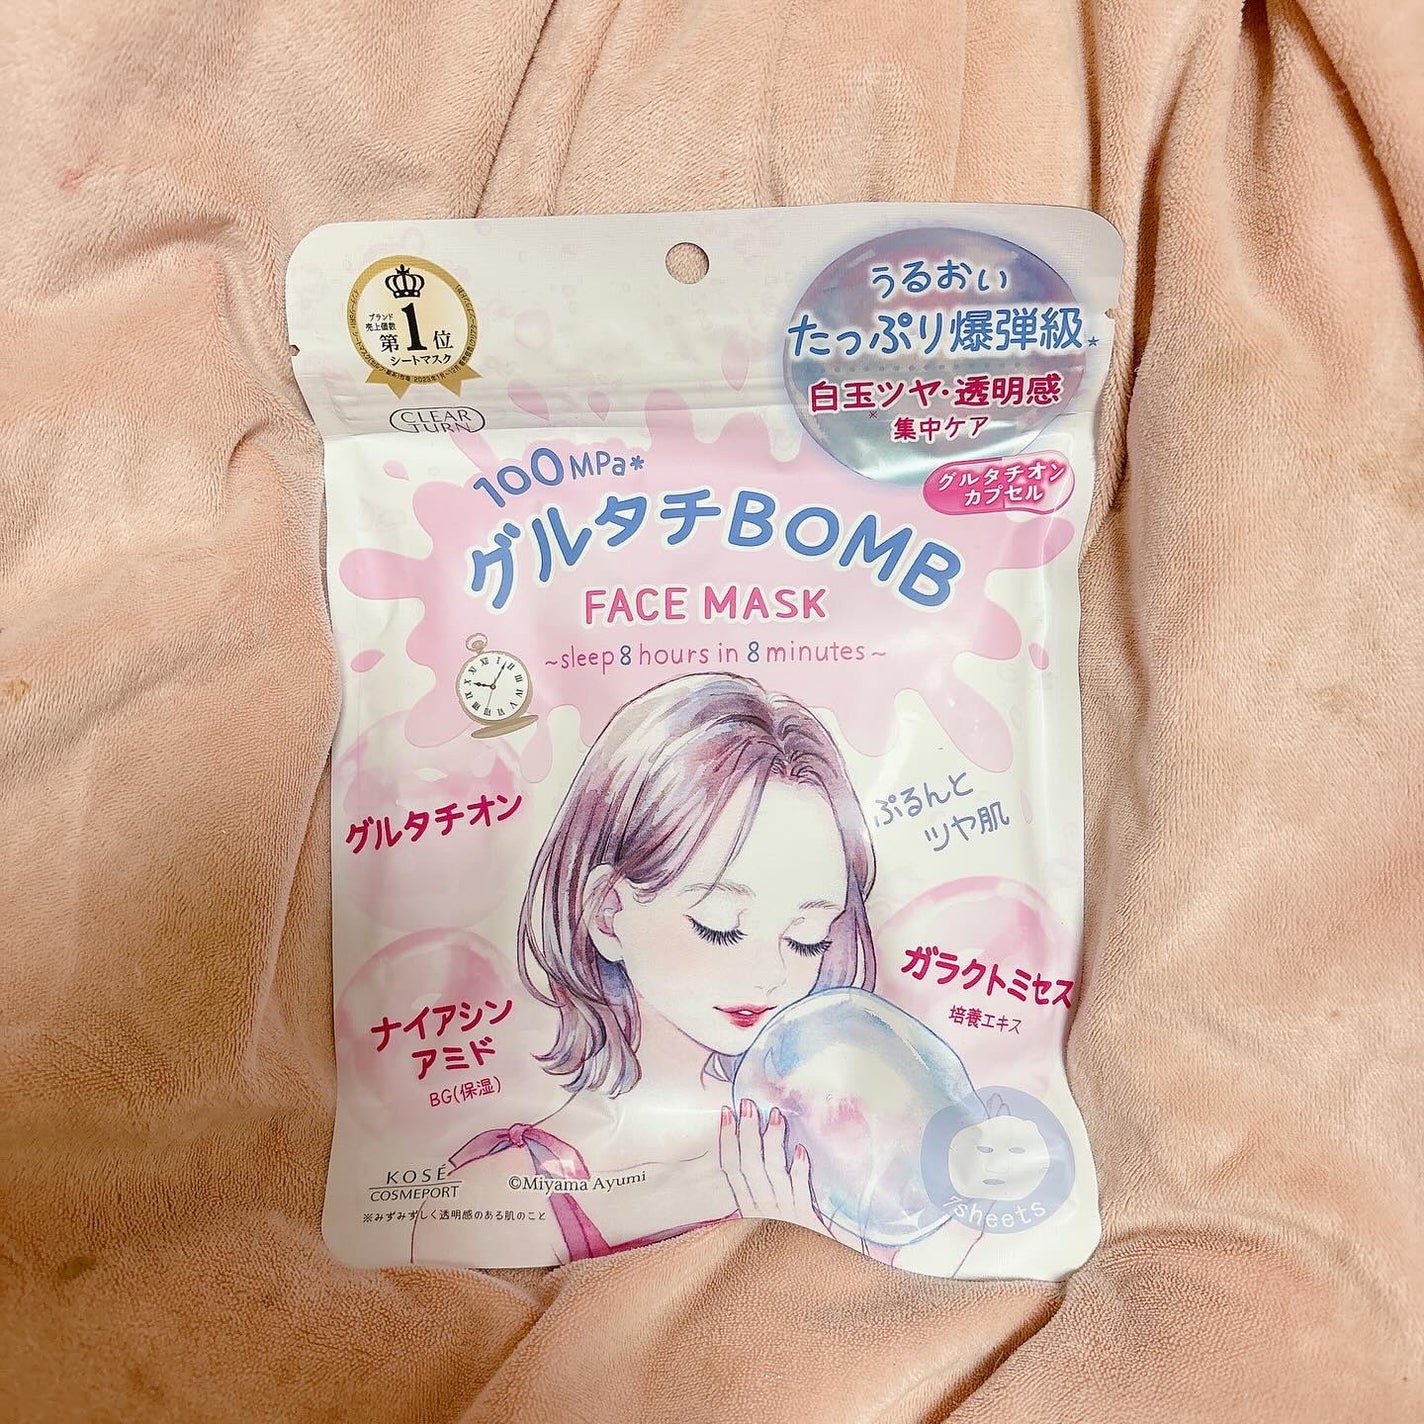 ブランド
売上個数
第1位
シートマスク
CLEAR
TURN
うるおい
たっぷり爆弾級★
白玉ツヤ・透明感
※
集中ケア
グルタチオン
カプセル
100MPa*
グルタチBOMB
FACE MASK
~sleep 8 hours in 8 minutes~
グルタチオン
ぷるんと
ツヤ肌
ガラクトミセス
培養エキス
ナイアシン
アミド
BG(保湿)
KOSÉ
COSMEPORT
©Miyama Ayumi
7sheets
※みずみずしく透明感のある肌のこと